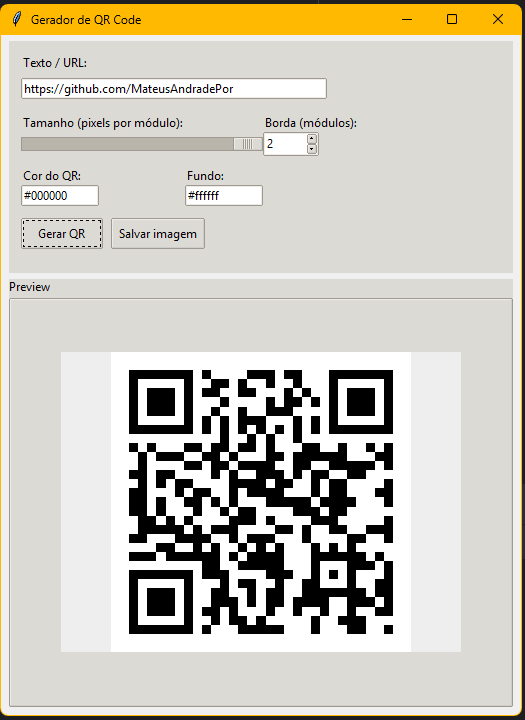 Gerador de QR Code
Texto / URL:
https://github.com/MateusAndradePor
Tamanho (pixels por módulo):
Borda (módulos):
2
Cor do QR:
Fundo:
#000000
#ffffff
Gerar QR
Salvar imagem
Preview